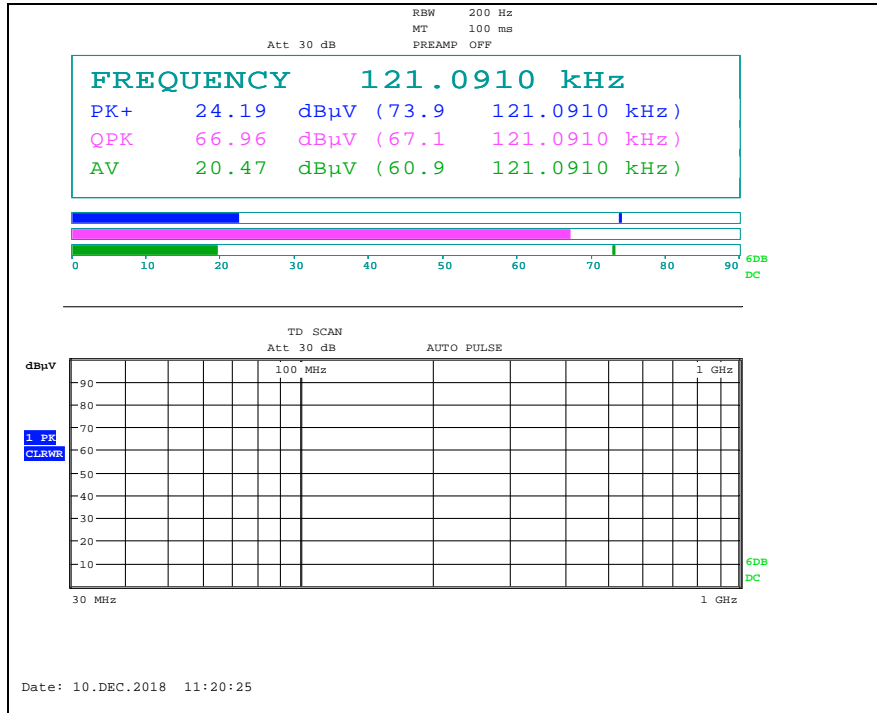 RBW 200 Hz
MT 100 ms
Att 30 dB PREAMP OFF
FREQUENCY 121.0910 kHz
PK+ 24.19 dBµV (73.9 121.0910 kHz)
QPK 66.96 dBµV (67.1 121.0910 kHz)
AV 20.47 dBµV (60.9 121.0910 kHz)
0 10 20 30 40 50 60 70 80 90
6DB
DC
TD SCAN
Att 30 dB AUTO PULSE
dBµV
100 MHz 1 GHz
90
80
70
1 PK
CLRWR
60
50
40
30
20
10
6DB
DC
30 MHz 1 GHz
Date: 10.DEC.2018 11:20:25